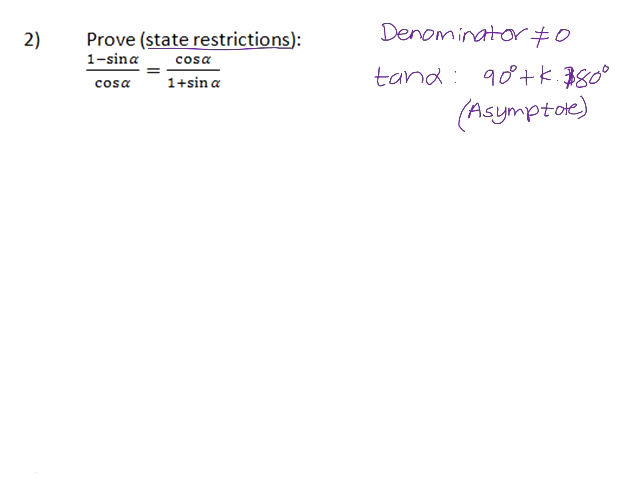 2) Prove (state restrictions):
1−sin α / cos α = cos α / 1+sin α
Denominator ≠ 0
tanα : 90° + k.180°
(Asymptote)